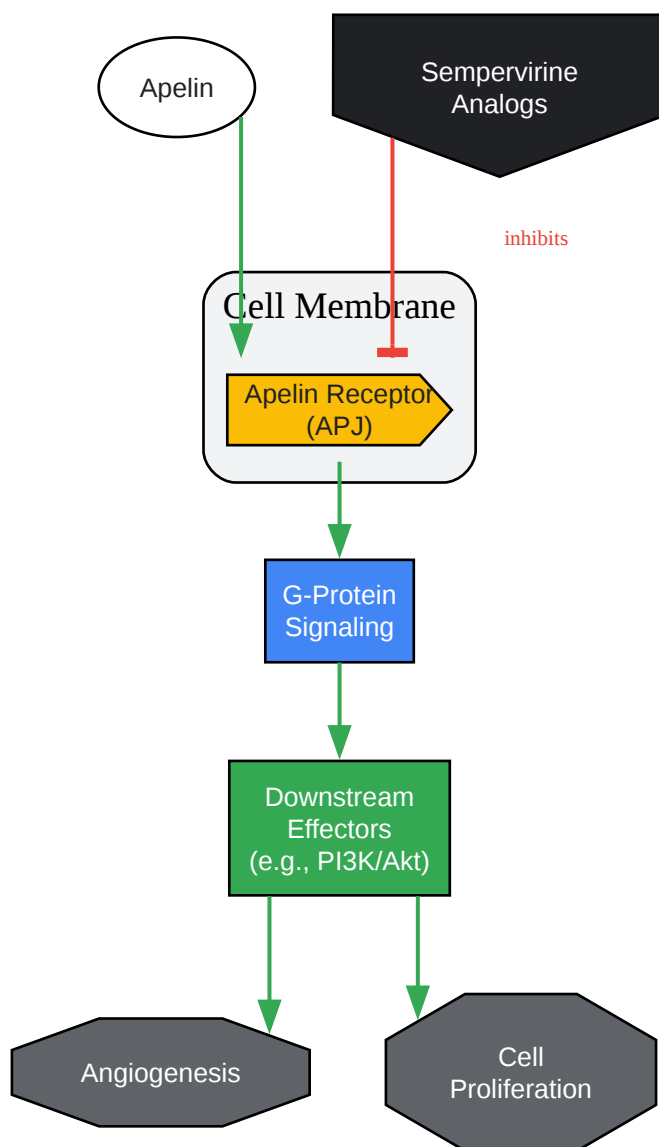 Apelin
Sempervirine
Analogs
inhibits
Cell Membrane
Apelin Receptor
(APJ)
G-Protein
Signaling
Downstream
Effectors
(e.g., PI3K/Akt)
Angiogenesis
Cell
Proliferation